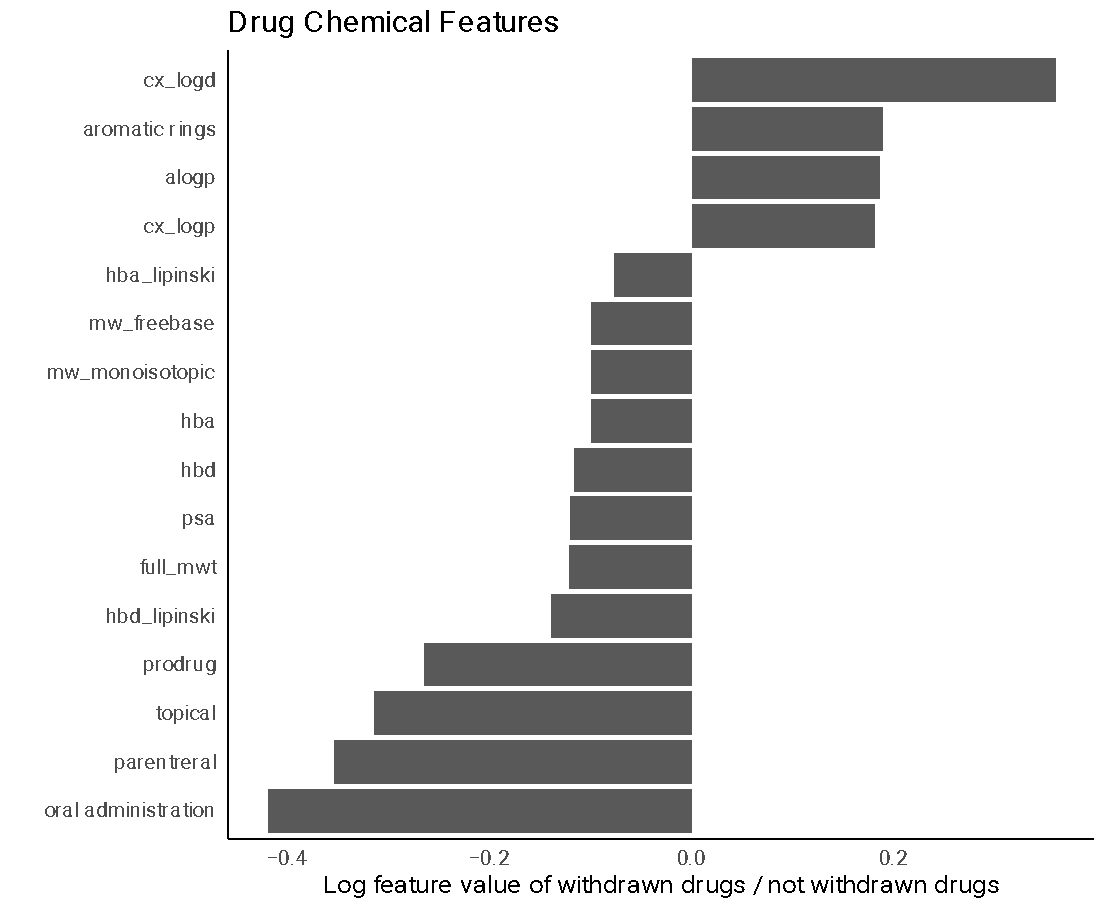 Drug Chemical Features
cx_logd
aromatic rings
alogp
cx_logp
hba_lipinski
mw_freebase
mw_monoisotopic
hba
hbd
psa
full_mwt
hbd_lipinski
prodrug
topical
parentreral
oral administration
−0.4 −0.2 0.0 0.2
Log feature value of withdrawn drugs / not withdrawn drugs